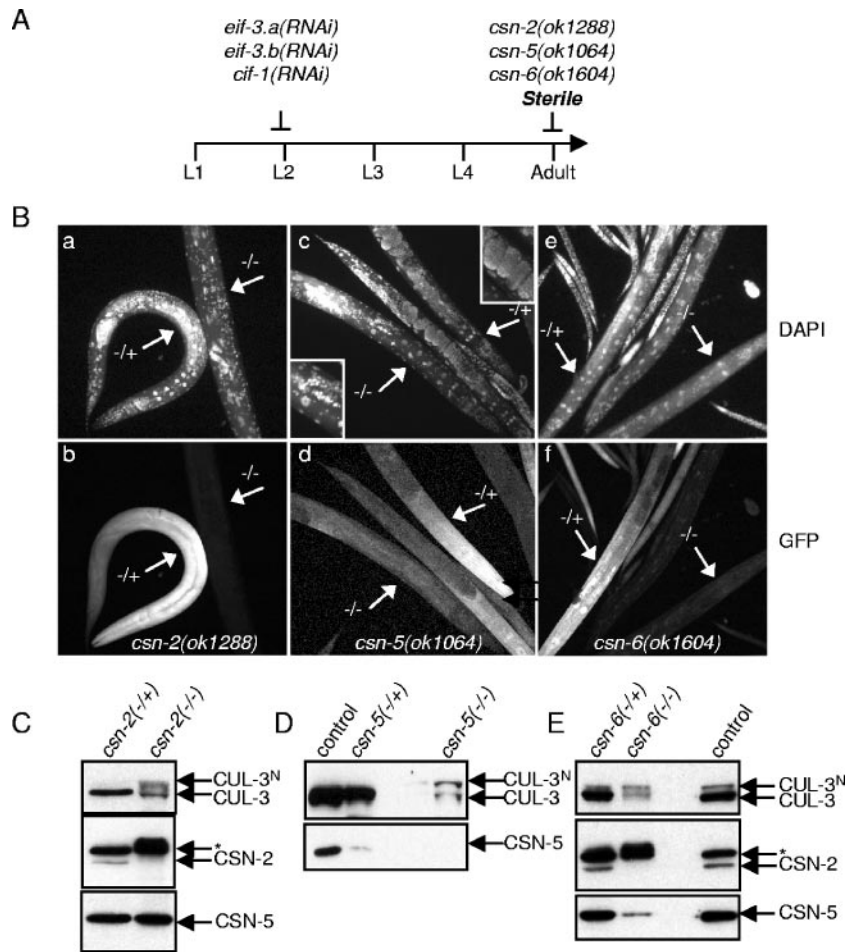 A
eif-3.a(RNAi)
eif-3.b(RNAi)
cif-1(RNAi)
csn-2(ok1288)
csn-5(ok1064)
csn-6(ok1604)
Sterile
L1 L2 L3 L4 Adult
B
a -/- -/+
c -/+ -/-
e -/+ -/-
DAPI
b -/- -/+ csn-2(ok1288)
d -/+ -/- csn-5(ok1064)
f -/+ -/- csn-6(ok1604)
GFP
C
csn-2(-/+) csn-2(-/-)
CUL-3N
CUL-3
*
CSN-2
CSN-5
D
control csn-5(-/+) csn-5(-/-)
CUL-3N
CUL-3
CSN-5
E
csn-6(-/+) csn-6(-/-) control
CUL-3N
CUL-3
*
CSN-2
CSN-5